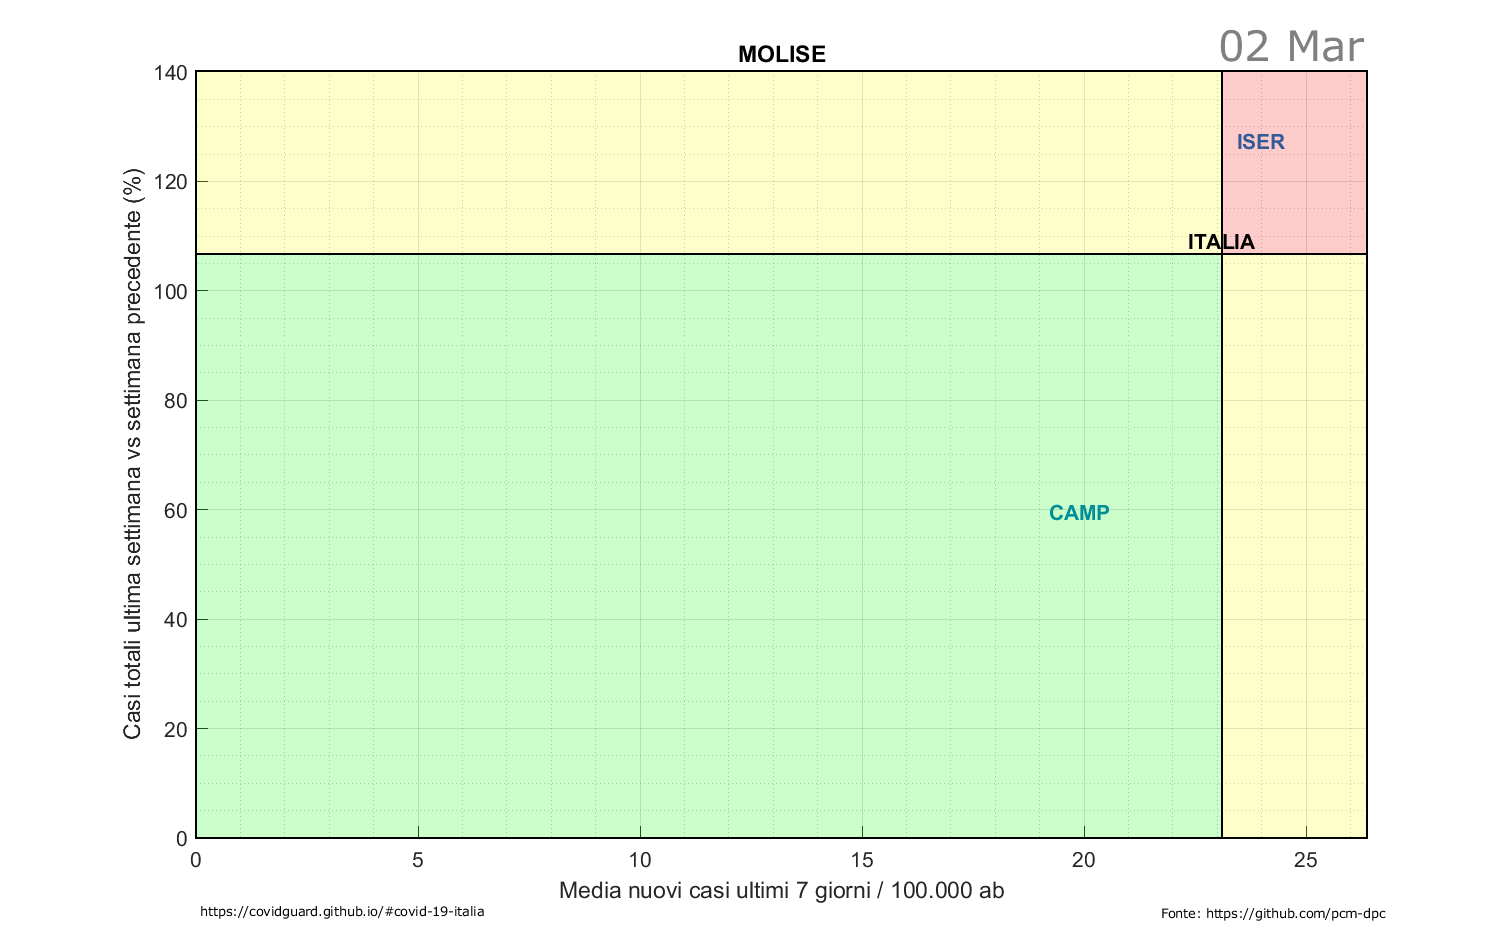 02 Mar
MOLISE
Casi totali ultima settimana vs settimana precedente (%)
140
120
100
80
60
40
20
0
ISER
ITALIA
CAMP
0 5 10 15 20 25
Media nuovi casi ultimi 7 giorni / 100.000 ab
https://covidguard.github.io/#covid-19-italia
Fonte: https://github.com/pcm-dpc